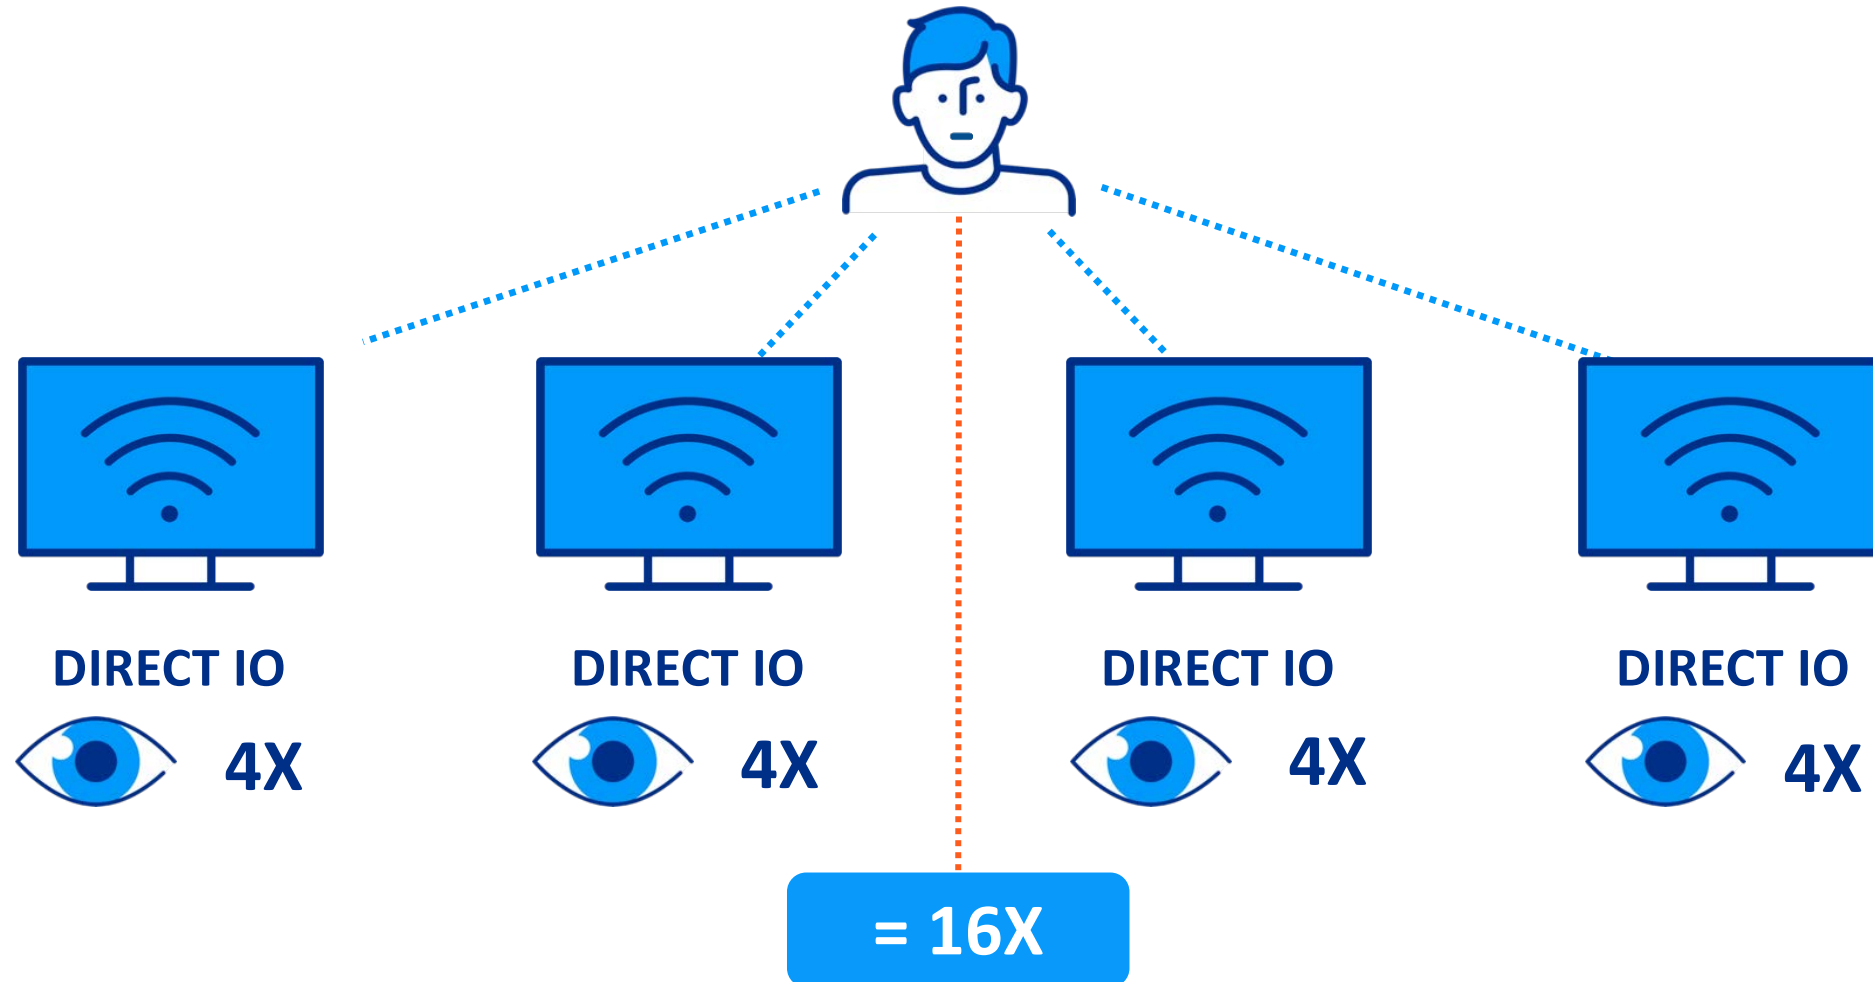 DIRECT IO DIRECT IO DIRECT IO DIRECT IO
4X 4X 4X 4X
= 16X